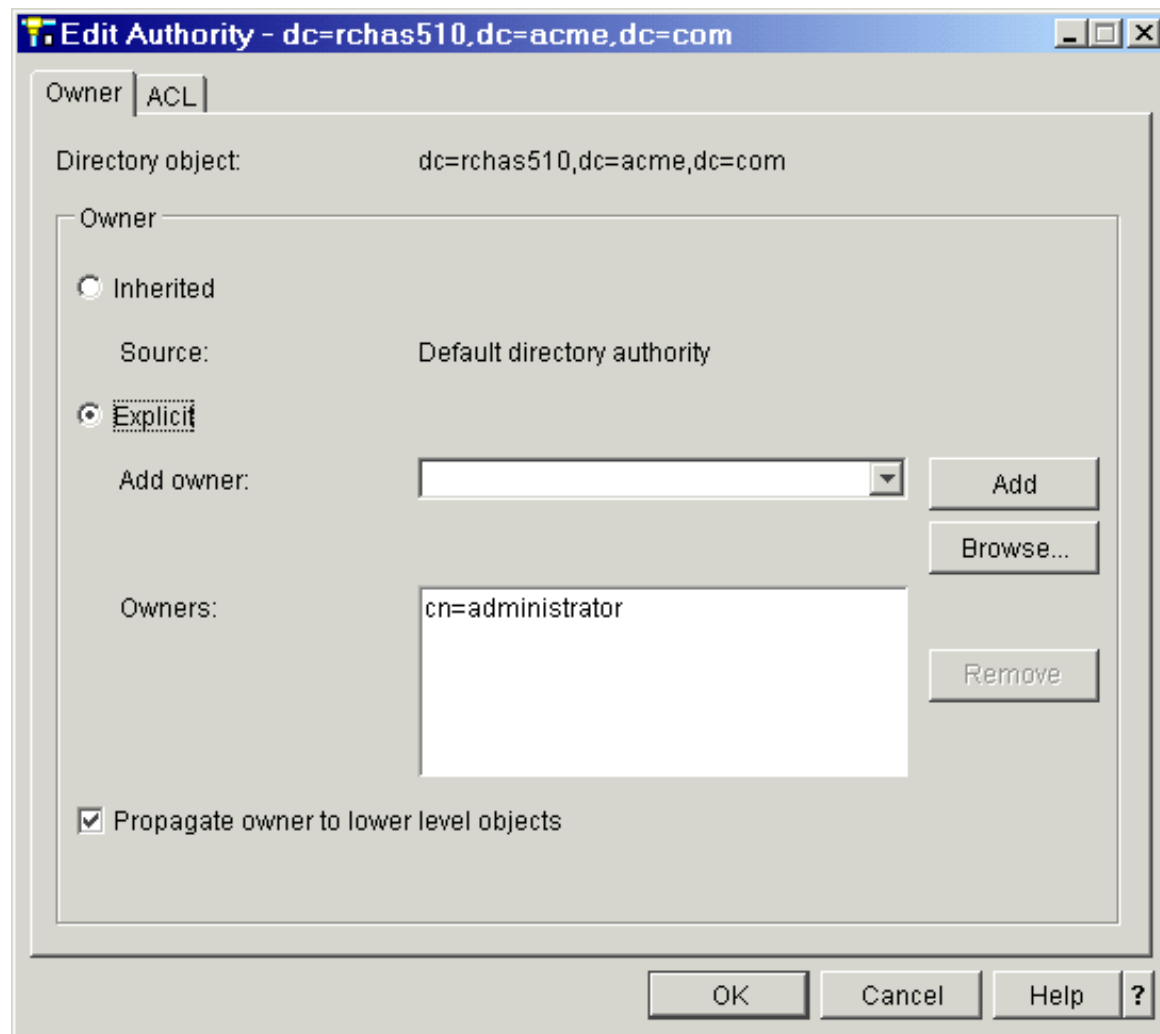 Edit Authority - dc=rchas510,dc=acme,dc=com
Owner ACL
Directory object: dc=rchas510,dc=acme,dc=com
Owner
Inherited
Source: Default directory authority
Explicit
Add owner: Add
Browse...
Owners: cn=administrator
Remove
Propagate owner to lower level objects
OK Cancel Help ?